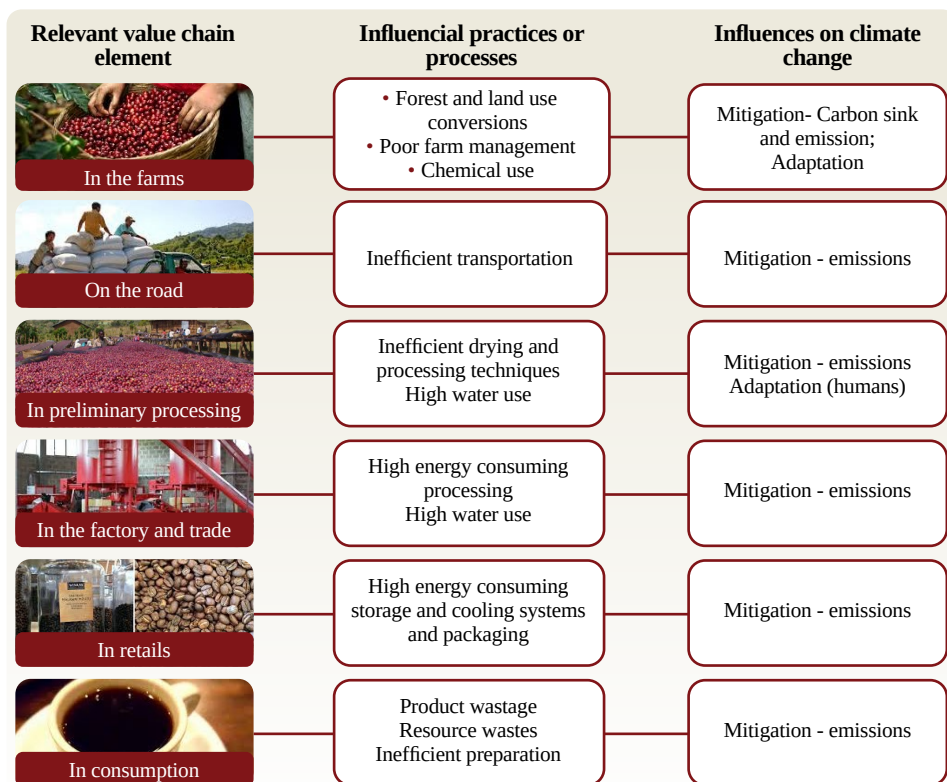 Relevant value chain
element
Influential practices or
processes
Influences on climate
change
In the farms
• Forest and land use
conversions
• Poor farm management
• Chemical use
Mitigation- Carbon sink
and emission;
Adaptation
On the road
Inefficient transportation
Mitigation - emissions
In preliminary processing
Inefficient drying and
processing techniques
High water use
Mitigation - emissions
Adaptation (humans)
In the factory and trade
High energy consuming
processing
High water use
Mitigation - emissions
In retails
High energy consuming
storage and cooling systems
and packaging
Mitigation - emissions
In consumption
Product wastage
Resource wastes
Inefficient preparation
Mitigation - emissions